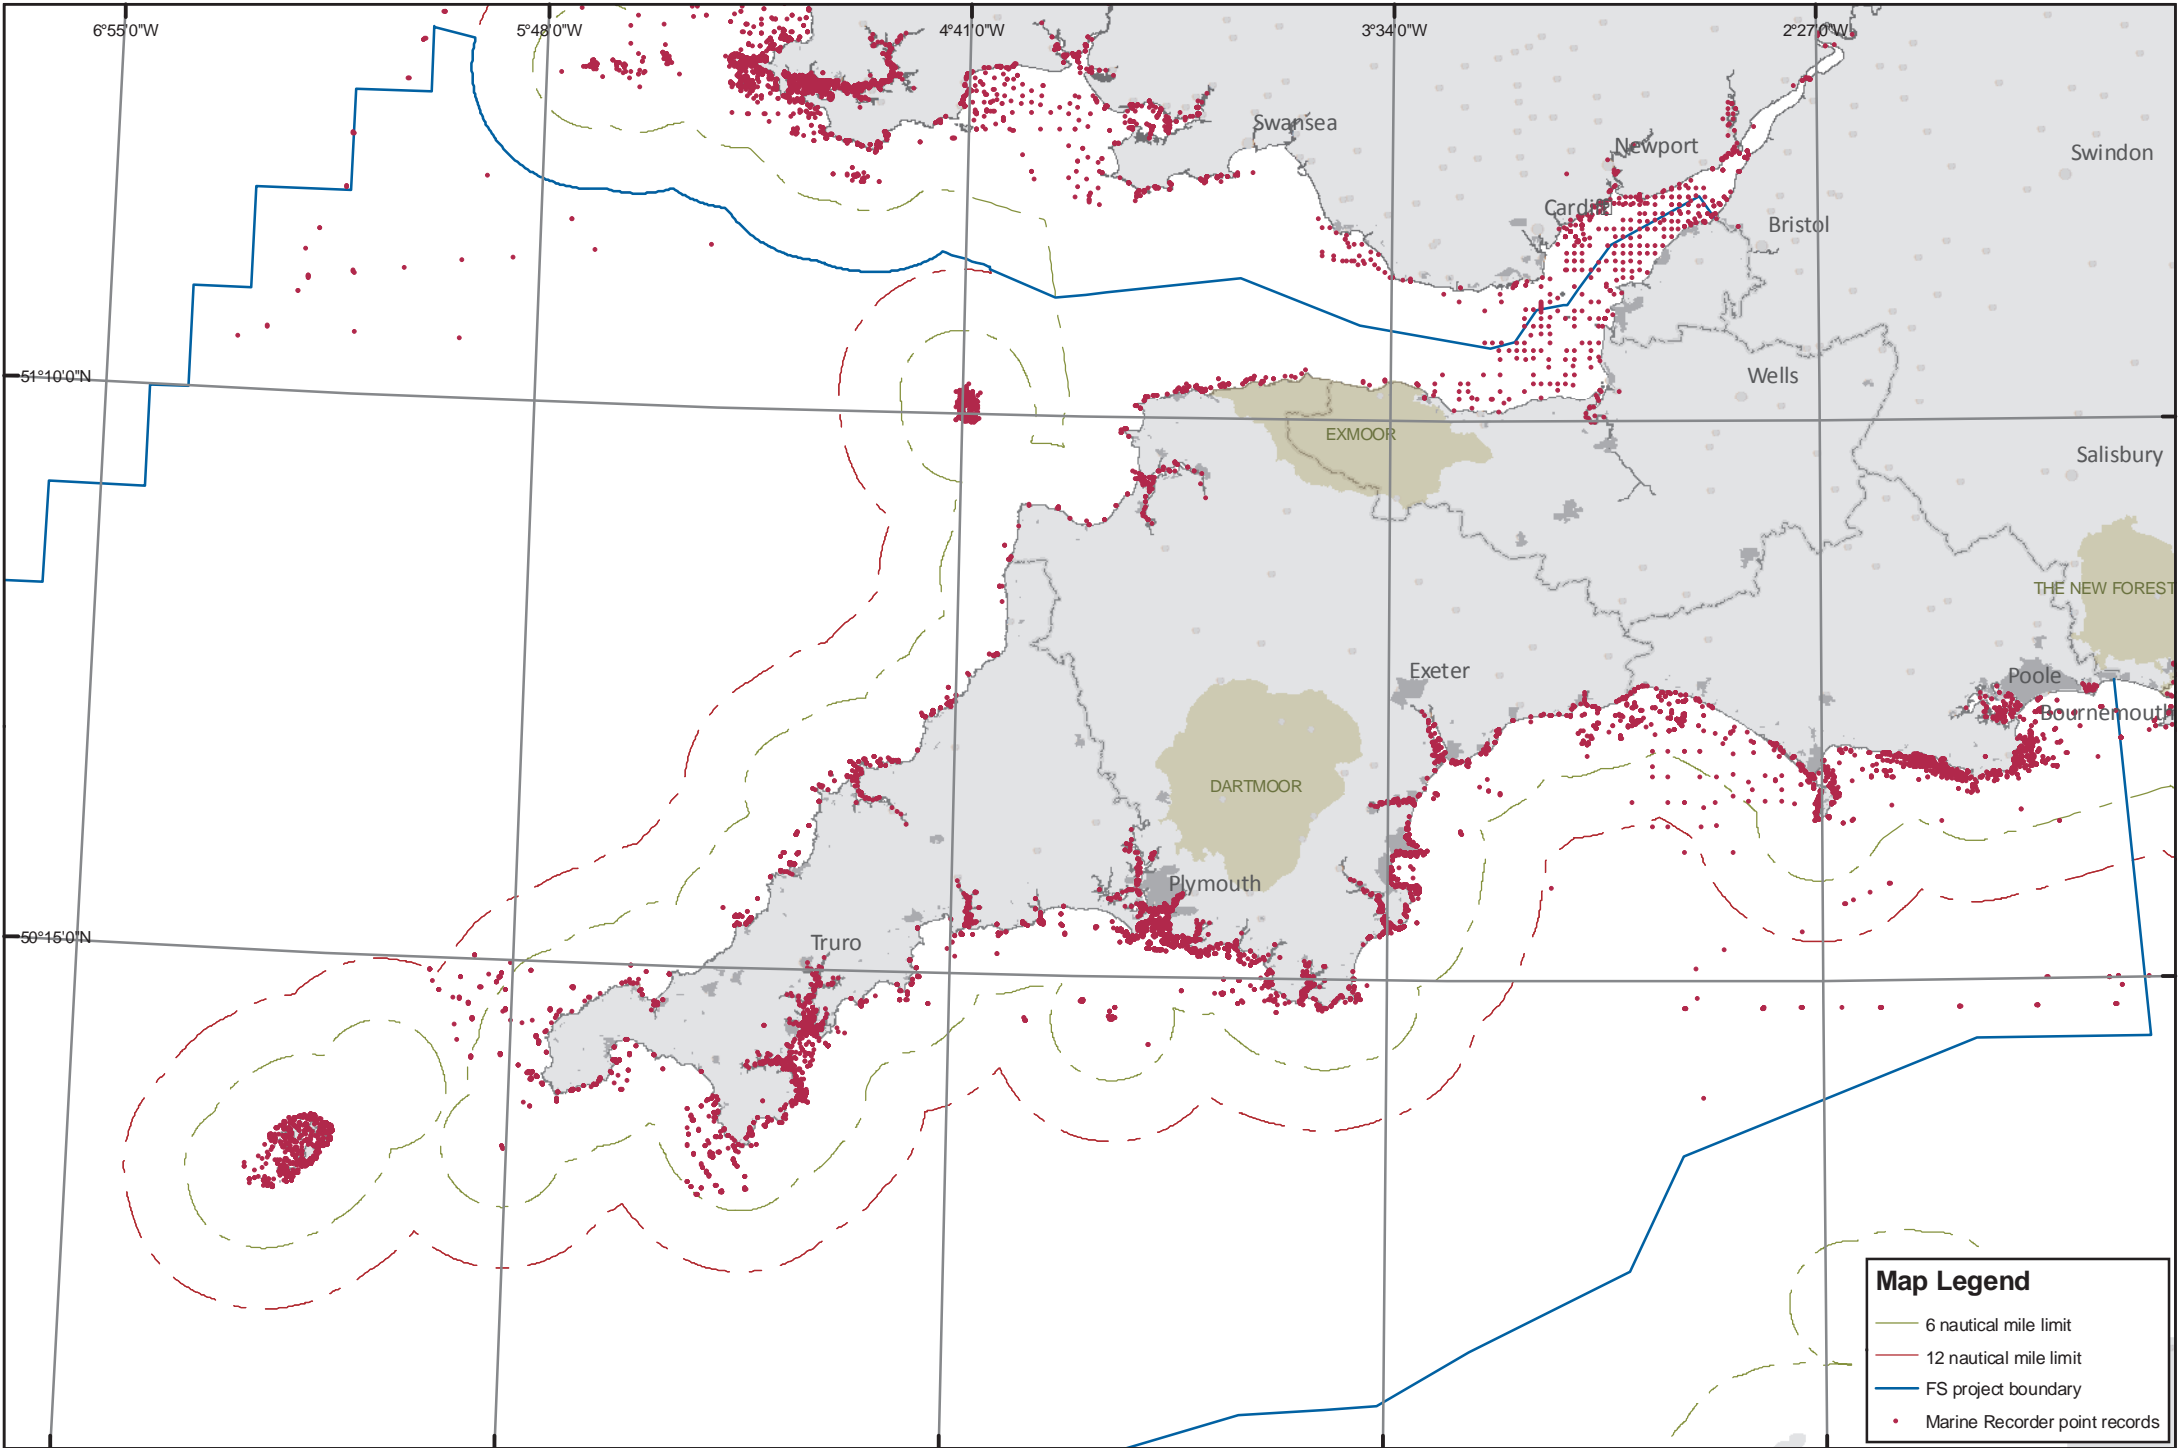 6°55'0"W
5°48'0"W
4°41'0"W
3°34'0"W
2°27'0"W
Swansea
Newport
Swindon
Cardiff
Bristol
51°10'0"N
Wells
EXMOOR
Salisbury
THE NEW FOREST
Exeter
Poole
Bournemouth
DARTMOOR
Plymouth
50°15'0"N
Truro
Map Legend
6 nautical mile limit
12 nautical mile limit
FS project boundary
Marine Recorder point records